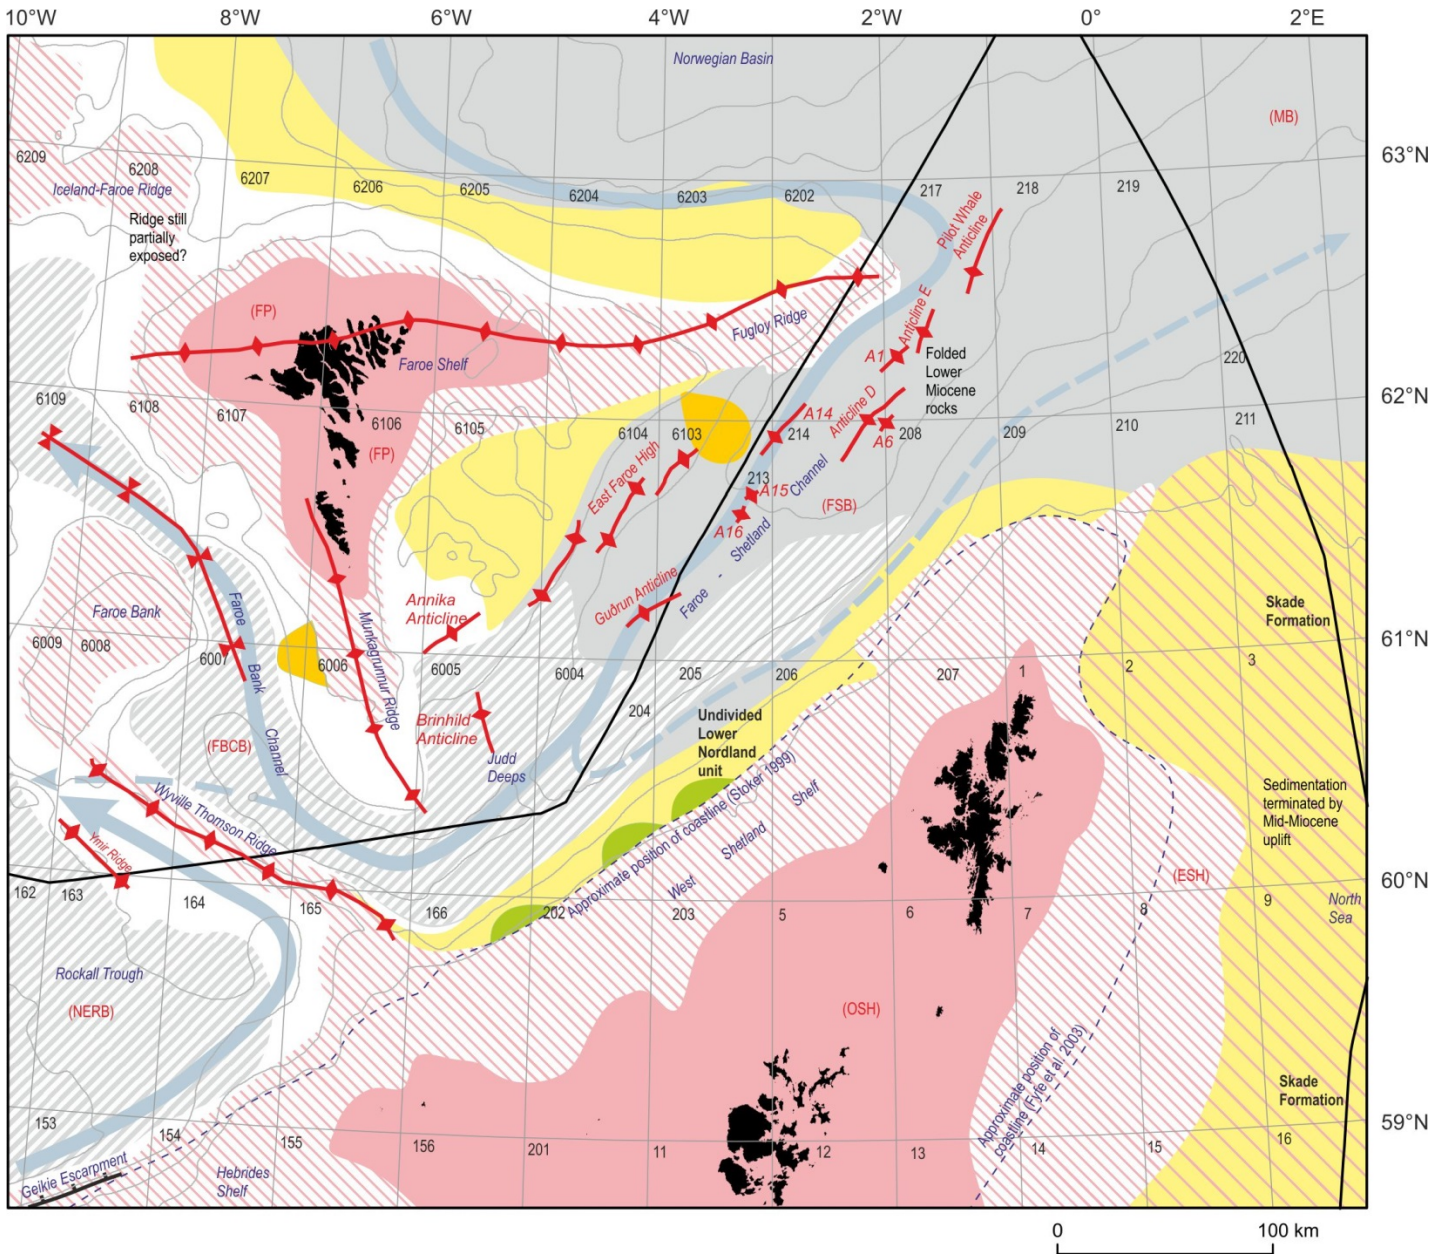 10°W
8°W
6°W
4°W
2°W
0°
2°E
Norwegian Basin
(MB)
63°N
6209
6208
Iceland-Faroe Ridge
6207
6206
6205
6204
6203
6202
217
218
219
Ridge still
partially
exposed?
Pilot Whale
Anticline
(FP)
Fugloy Ridge
Anticline E
A1
Folded
Lower
Miocene
rocks
220
Faroe Shelf
62°N
6109
6108
6107
6106
6105
6104
6103
A14
214
Anticline D
A6
208
209
210
211
(FP)
East Faroe High
213
A15
Channel
A16
(FSB)
Shetland
-
Faroe
Guðrun Anticline
Annika
Anticline
Faroe Bank
Faroe
Bank
Channel
Munkagrunnur Ridge
Skade
Formation
61°N
6009
6008
6007
6006
6005
6004
205
206
207
1
2
3
204
Brinhild
Anticline
Judd
Deeps
Undivided
Lower
Nordland
unit
(FBCB)
Approximate position of coastline (Stoker 1999)
West
Shetland
Shelf
Sedimentation
terminated by
Mid-Miocene
uplift
Wyville Thomson Ridge
Ymir Ridge
(ESH)
60°N
162
163
164
165
166
202
203
5
6
7
8
9
North
Sea
Rockall Trough
(NERB)
(OSH)
Approximate position of
coastline (Fyfe et al. 2003)
Skade
Formation
59°N
153
154
155
156
201
11
12
13
14
15
16
Geikie Escarpment
Hebrides
Shelf
0
100 km